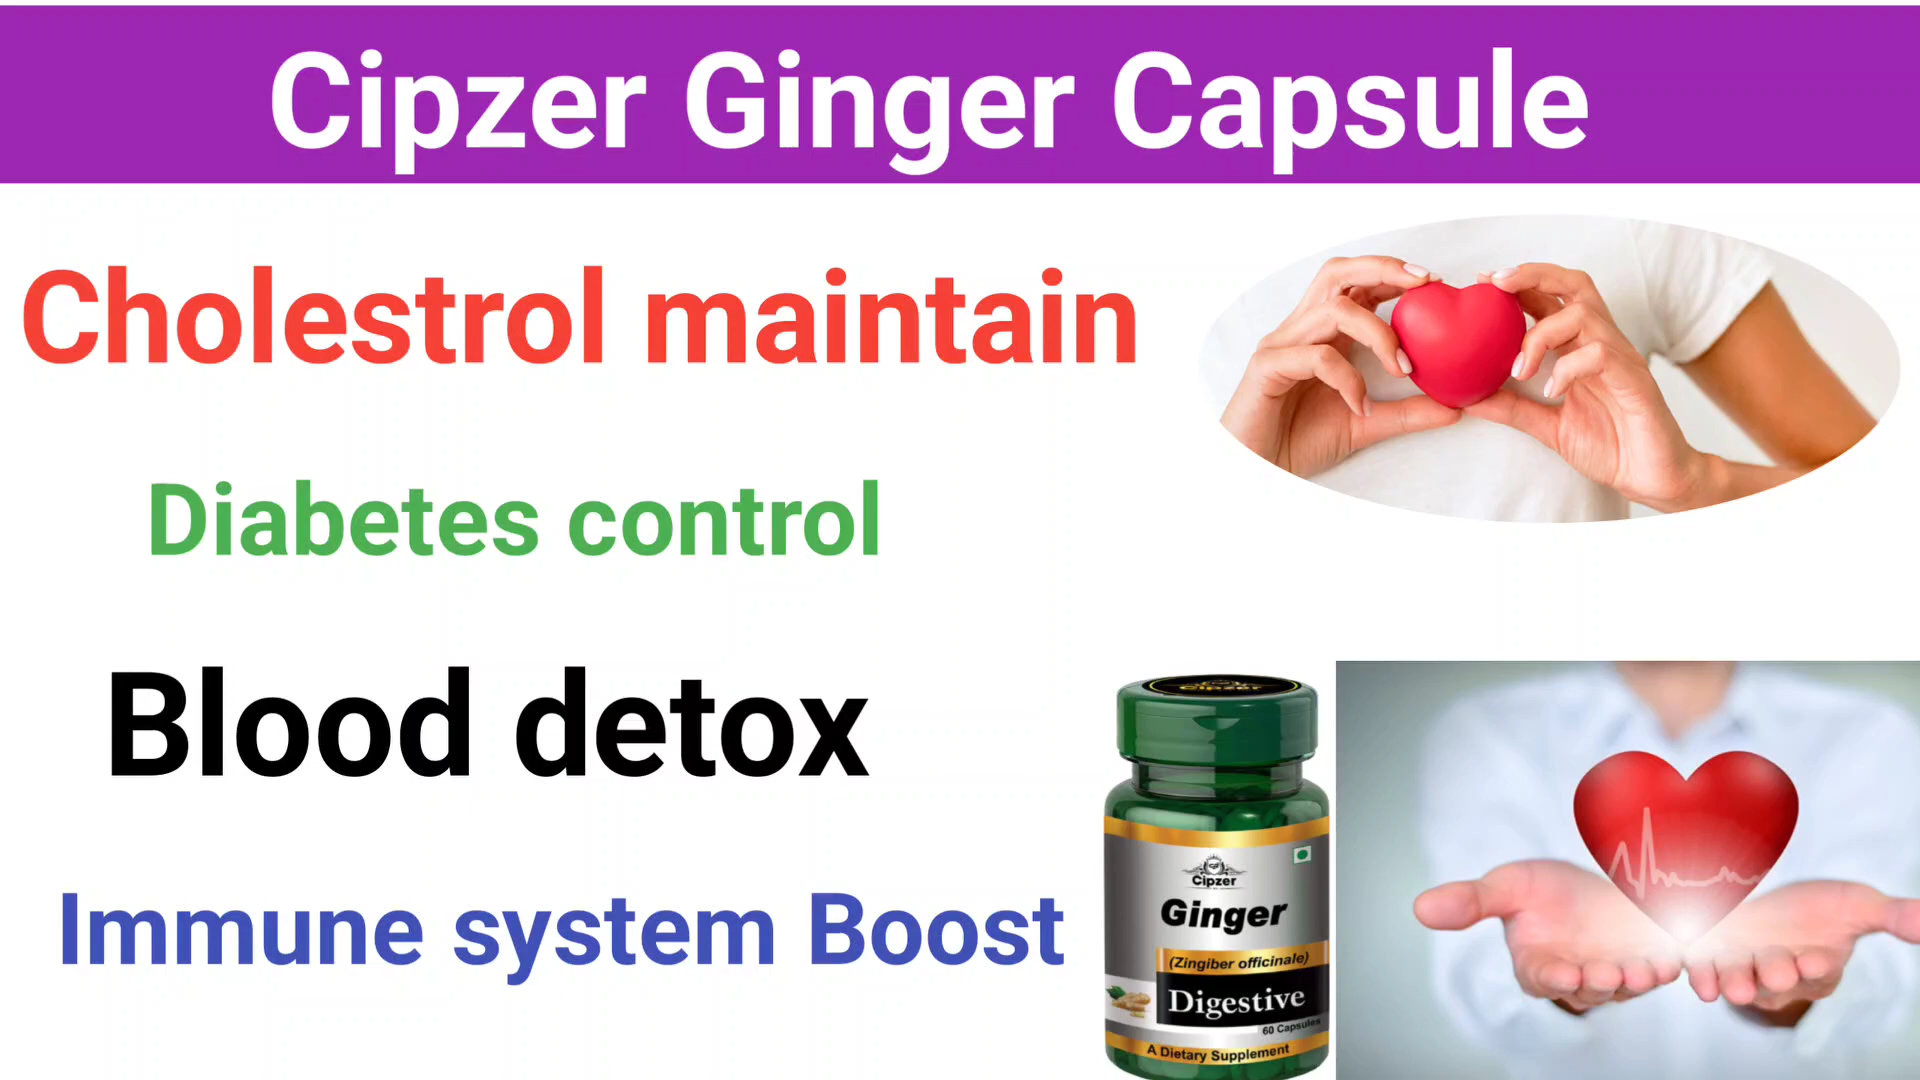 Cipzer Ginger Capsule
Cholestrol maintain
Diabetes control
Blood detox
Immune system Boost
Cipzer
Cipzer
Ginger
(Zingiber officinale)
Digestive
60 Capsules
A Dietary Supplement